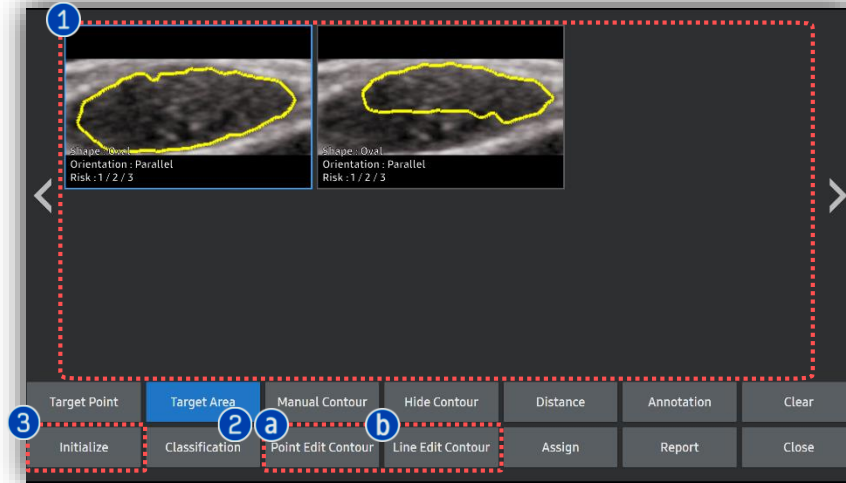 1
Shape : Oval
Orientation : Parallel
Risk : 1 / 2 / 3
Shape : Oval
Orientation : Parallel
Risk : 1 / 2 / 3
Target Point
Target Area
Manual Contour
Hide Contour
Distance
Annotation
Clear
3
2
a
b
Initialize
Classification
Point Edit Contour
Line Edit Contour
Assign
Report
Close